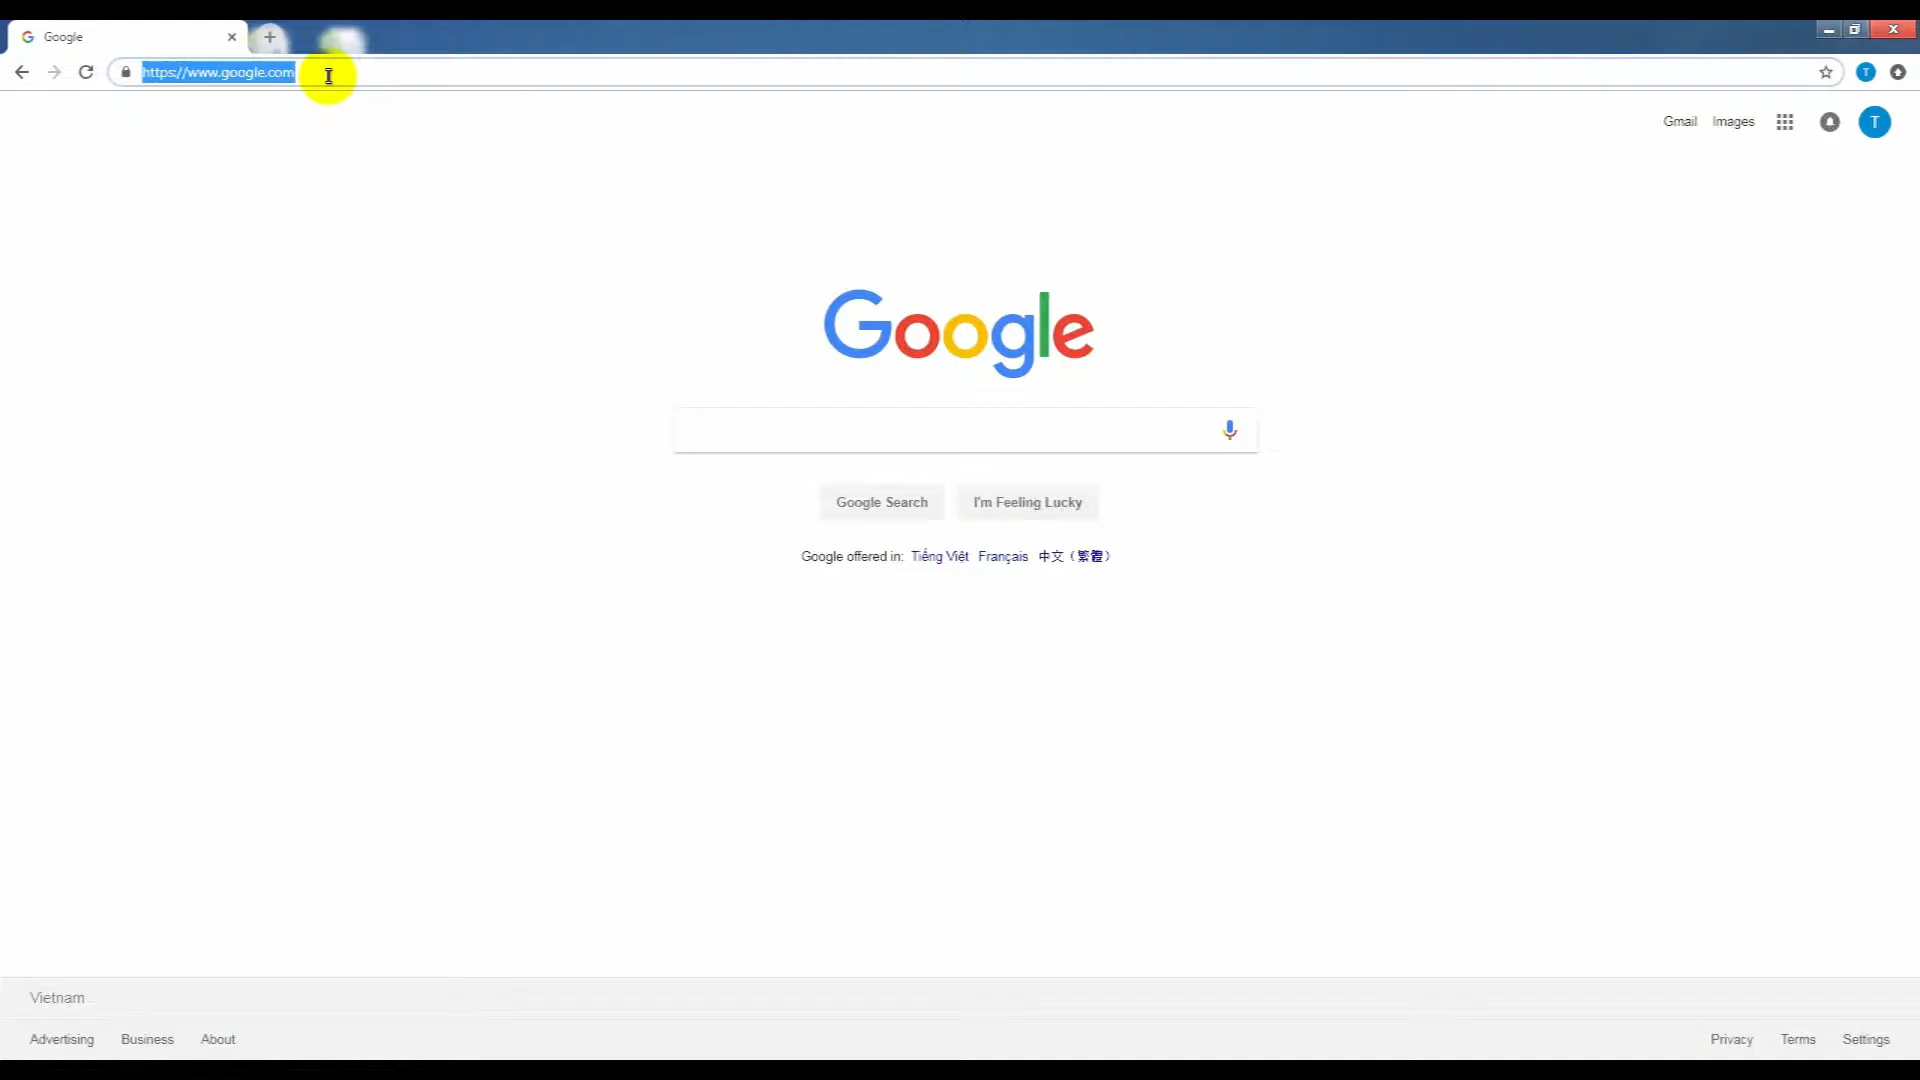 Google
https://www.google.com
T
Gmail Images T
Google
Google Search I'm Feeling Lucky
Google offered in: Tiếng Việt Français 中文 (繁體)
Vietnam
Advertising Business About Privacy Terms Settings